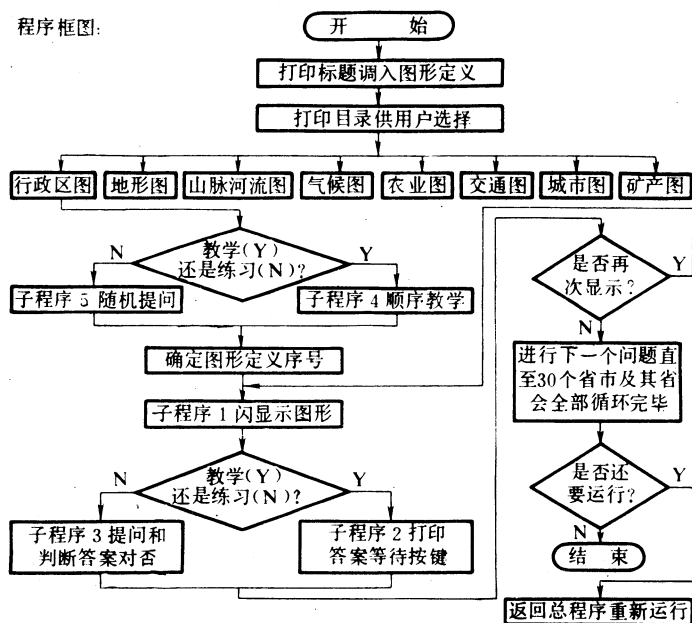 程序框图:
开 始
打印标题调入图形定义
打印目录供用户选择
行政区图 地形图 山脉河流图 气候图 农业图 交通图 城市图 矿产图
教学(Y)
还是练习(N)?
N
Y
子程序5随机提问
子程序4顺序教学
确定图形定义序号
子程序1闪显示图形
教学(Y)
还是练习(N)?
N
Y
子程序3提问和
判断答案对否
子程序2打印
答案等待按键
是否再
次显示?
Y
N
进行下一个问题直
至30个省市及其省
会全部循环完毕
是否还
要运行?
Y
N
结 束
返回总程序重新运行